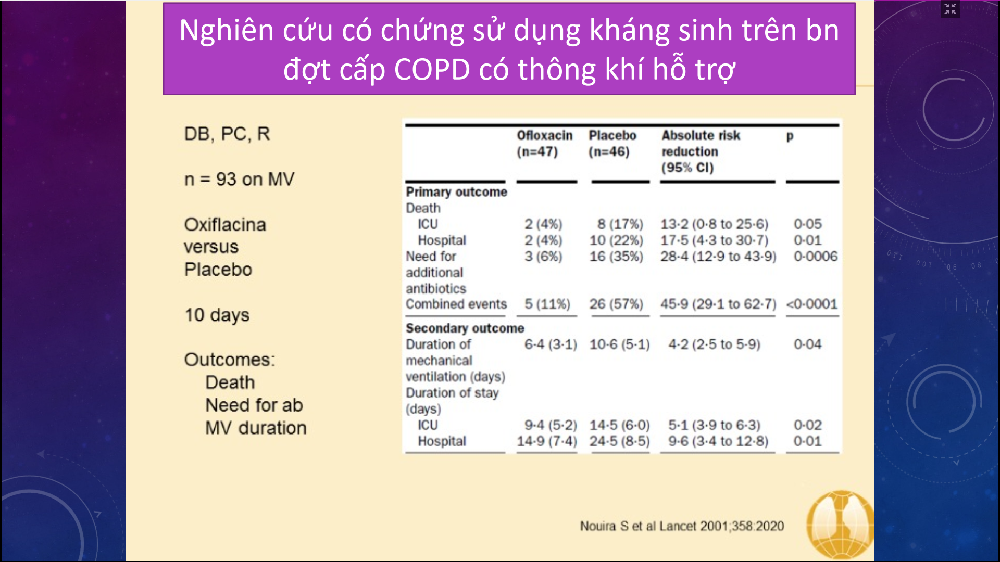 Nghiên cứu có chứng sử dụng kháng sinh trên bn
đợt cấp COPD có thông khí hỗ trợ
DB, PC, R
n = 93 on MV
Oxiflacina
versus
Placebo
10 days
Outcomes:
Death
Need for ab
MV duration
Ofloxacin Placebo Absolute risk p
(n=47) (n=46) reduction
(95% CI)
Primary outcome
Death
ICU 2 (4%) 8 (17%) 13·2 (0·8 to 25·6) 0·05
Hospital 2 (4%) 10 (22%) 17·5 (4·3 to 30·7) 0·01
Need for 3 (6%) 16 (35%) 28·4 (12·9 to 43·9) 0·0006
additional
antibiotics
Combined events 5 (11%) 26 (57%) 45·9 (29·1 to 62·7) <0·0001
Secondary outcome
Duration of 6·4 (3·1) 10·6 (5·1) 4·2 (2·5 to 5·9) 0·04
mechanical
ventilation (days)
Duration of stay
(days)
ICU 9·4 (5·2) 14·5 (6·0) 5·1 (3·9 to 6·3) 0·02
Hospital 14·9 (7·4) 24·5 (8·5) 9·6 (3·4 to 12·8) 0·01
Nouira S et al Lancet 2001;358:2020
110 100 90 80